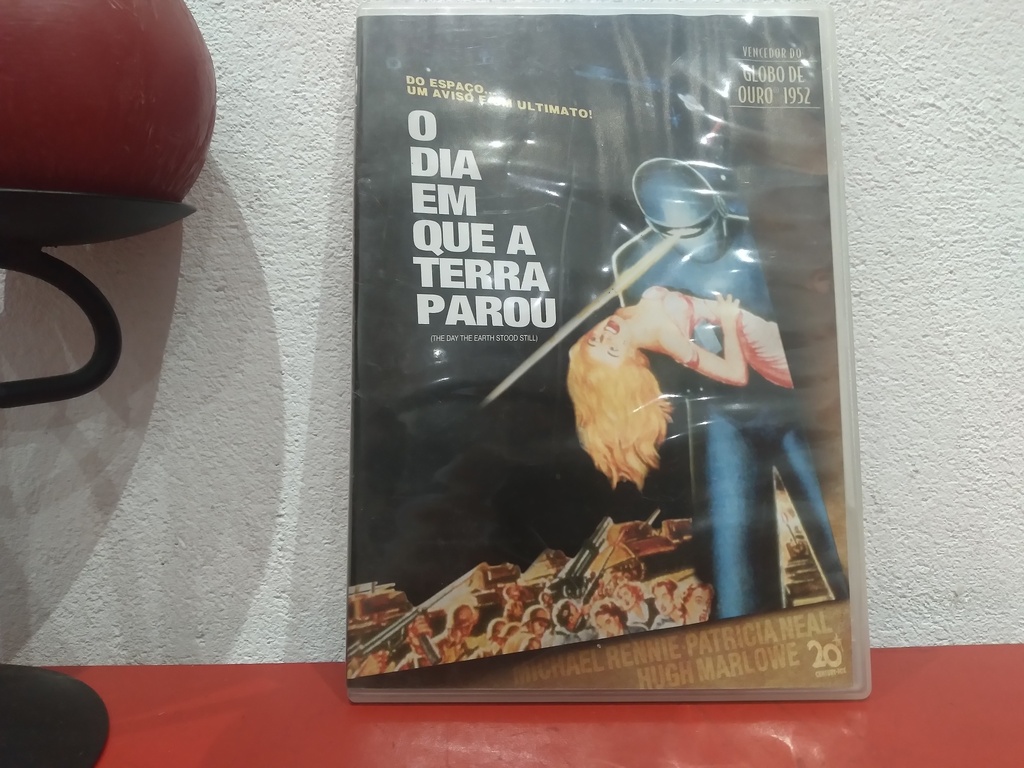 VENCEDOR DO
GLOBO DE
OURO 1952
DO ESPAÇO...
UM AVISO E UM ULTIMATO!
O
DIA
EM
QUE A
TERRA
PAROU
(THE DAY THE EARTH STOOD STILL)
MICHAEL RENNIE PATRICIA NEAL
HUGH MARLOWE
20